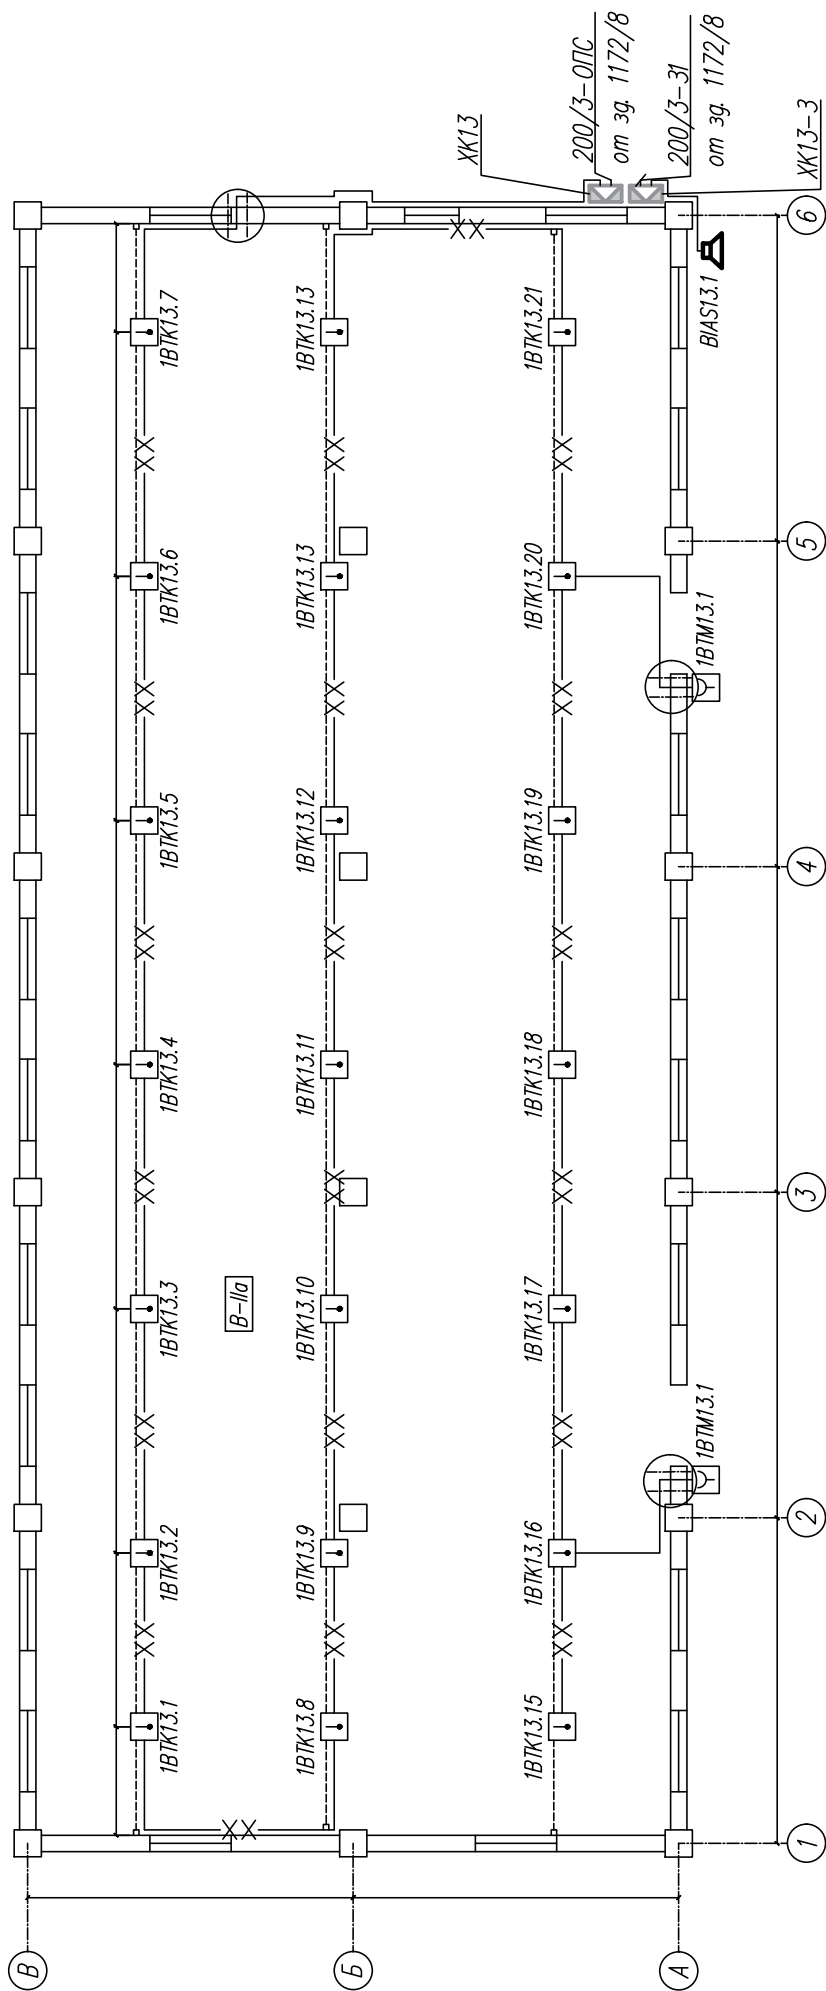 1ВТК13.1
1ВТК13.2
1ВТК13.3
1ВТК13.4
1ВТК13.5
1ВТК13.6
1ВТК13.7
В-IIа
1ВТК13.8
1ВТК13.9
1ВТК13.10
1ВТК13.11
1ВТК13.12
1ВТК13.13
1ВТК13.13
1ВТК13.15
1ВТК13.16
1ВТК13.17
1ВТК13.18
1ВТК13.19
1ВТК13.20
1ВТК13.21
1ВТМ13.1
1ВТМ13.1
BIAS13.1
ХК13
200/3-ОПС
от зд. 1172/8
200/3-31
от зд. 1172/8
ХК13-3
В
Б
А
1
2
3
4
5
6